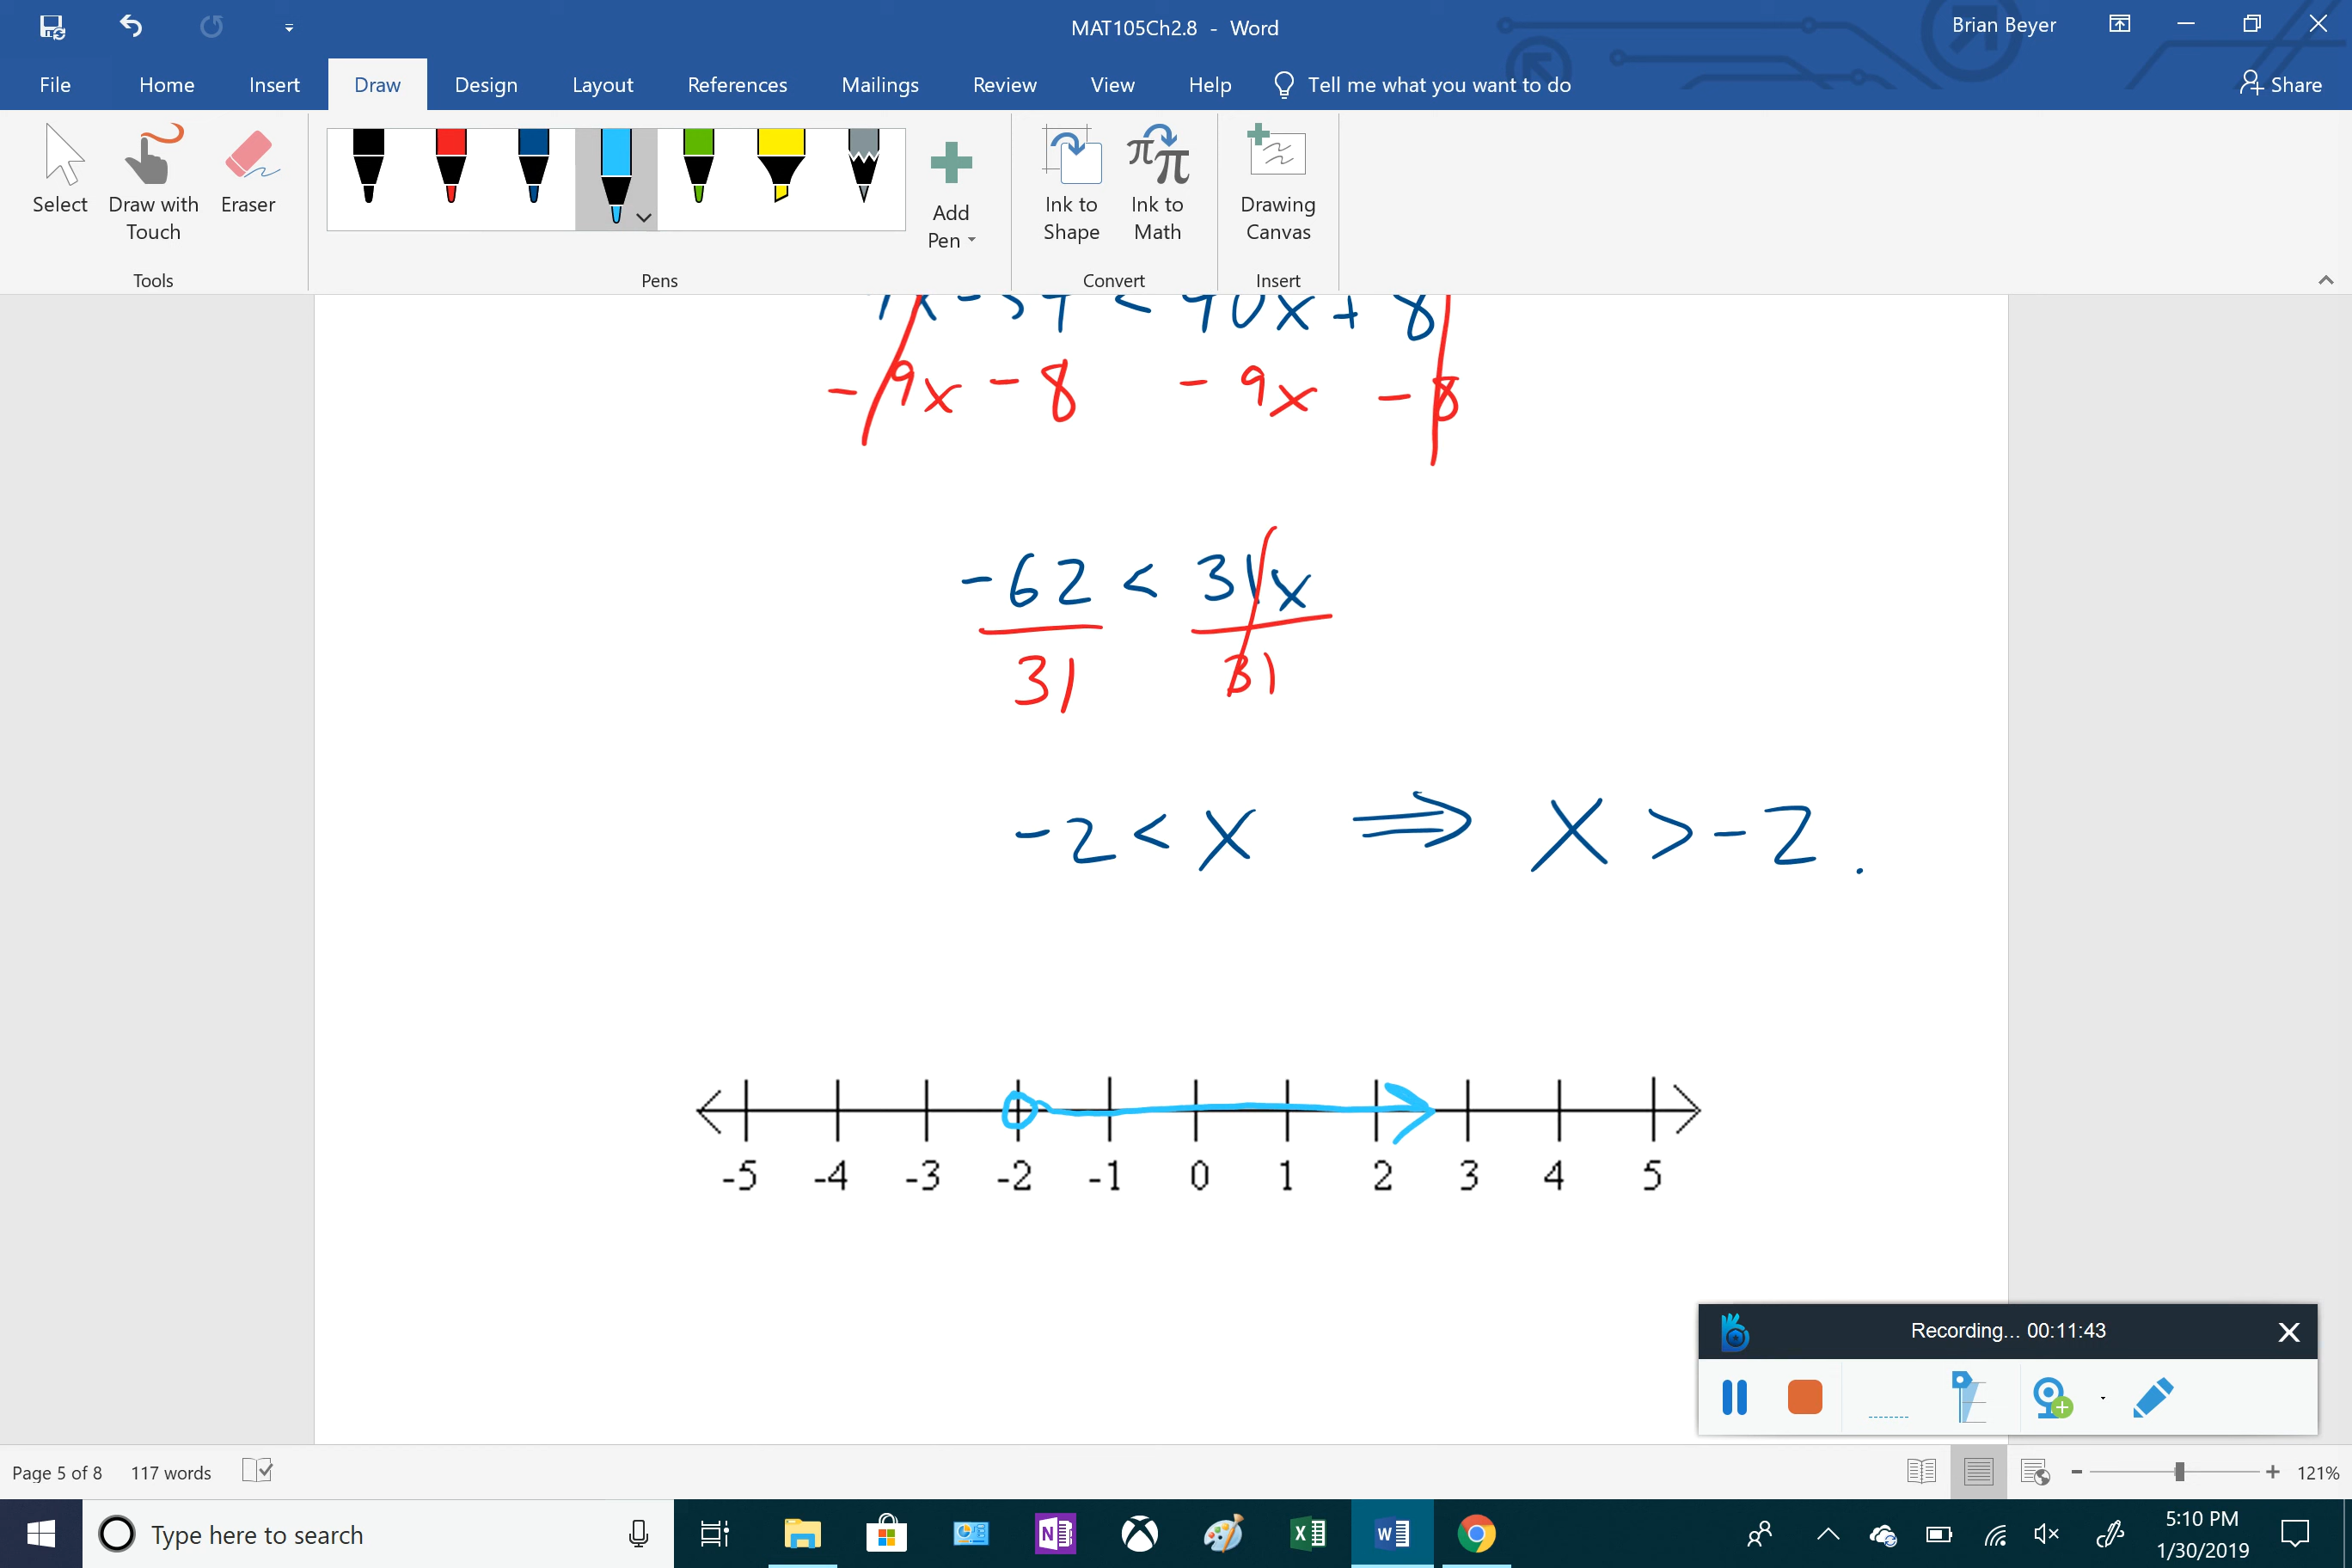 MAT105Ch2.8 - Word
Brian Beyer
File Home Insert Draw Design Layout References Mailings Review View Help Tell me what you want to do Share
Select Draw with Touch Eraser
Add Pen
Ink to Shape Ink to Math
Drawing Canvas
Tools Pens Convert Insert
9x - 54 < 40x + 8
- 9x - 8 - 9x - 8
-62 < 31x
31 31
-2 < x ⟹ x > -2 .
-5 -4 -3 -2 -1 0 1 2 3 4 5
Recording... 00:11:43
Page 5 of 8 117 words 121%
Type here to search
5:10 PM
1/30/2019